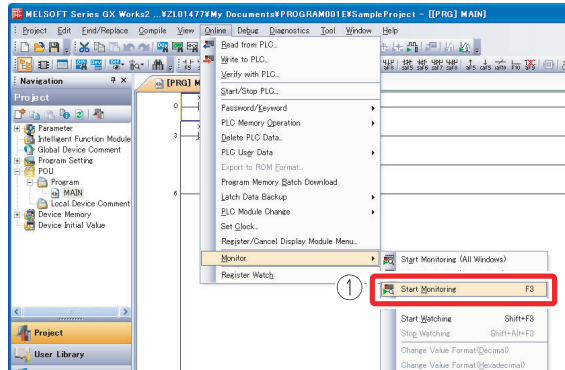 MELSOFT Series GX Works2 ...¥ZL01477¥My Documents¥PROGRAM001E¥SampleProject - [[PRG] MAIN]
Project Edit Find/Replace Compile View Online Debug Diagnostics Tool Window Help
Navigation
[PRG] M
Project
Parameter
Intelligent Function Module
Global Device Comment
Program Setting
POU
Program
MAIN
Local Device Comment
Device Memory
Device Initial Value
Project
User Library
0
3
6
Read from PLC...
Write to PLC...
Verify with PLC...
Start/Stop PLC...
Password/Keyword
PLC Memory Operation
Delete PLC Data...
PLC User Data
Export to ROM Format...
Program Memory Batch Download
Latch Data Backup
PLC Module Change
Set Clock...
Register/Cancel Display Module Menu...
Monitor
Register Watch
Start Monitoring (All Windows)
1
Start Monitoring F3
Start Watching Shift+F3
Stop Watching Shift+Alt+F3
Change Value Format(Decimal)
Change Value Format(Hexadecimal)